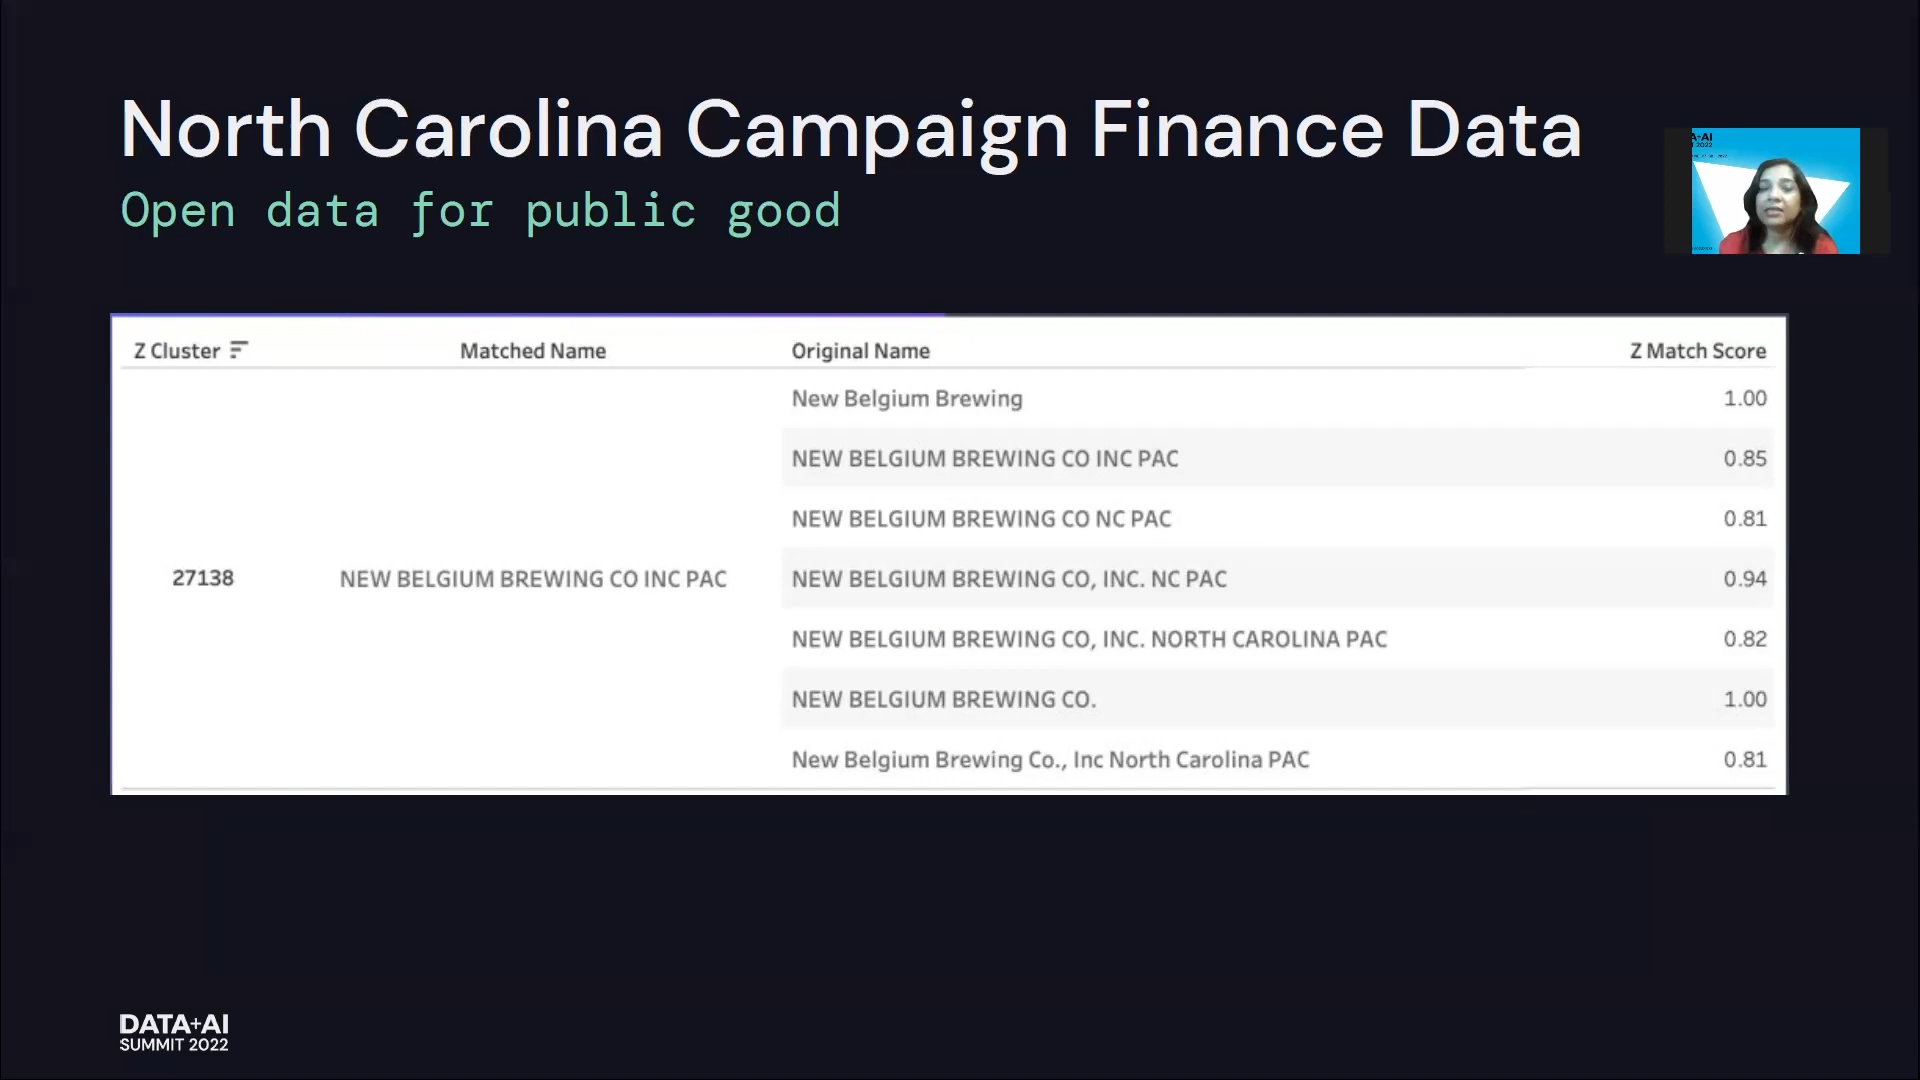 North Carolina Campaign Finance Data
Open data for public good
A+AI
T 2022
Z Cluster Matched Name Original Name Z Match Score
New Belgium Brewing 1.00
NEW BELGIUM BREWING CO INC PAC 0.85
NEW BELGIUM BREWING CO NC PAC 0.81
27138 NEW BELGIUM BREWING CO INC PAC NEW BELGIUM BREWING CO, INC. NC PAC 0.94
NEW BELGIUM BREWING CO, INC. NORTH CAROLINA PAC 0.82
NEW BELGIUM BREWING CO. 1.00
New Belgium Brewing Co., Inc North Carolina PAC 0.81
DATA+AI
SUMMIT 2022